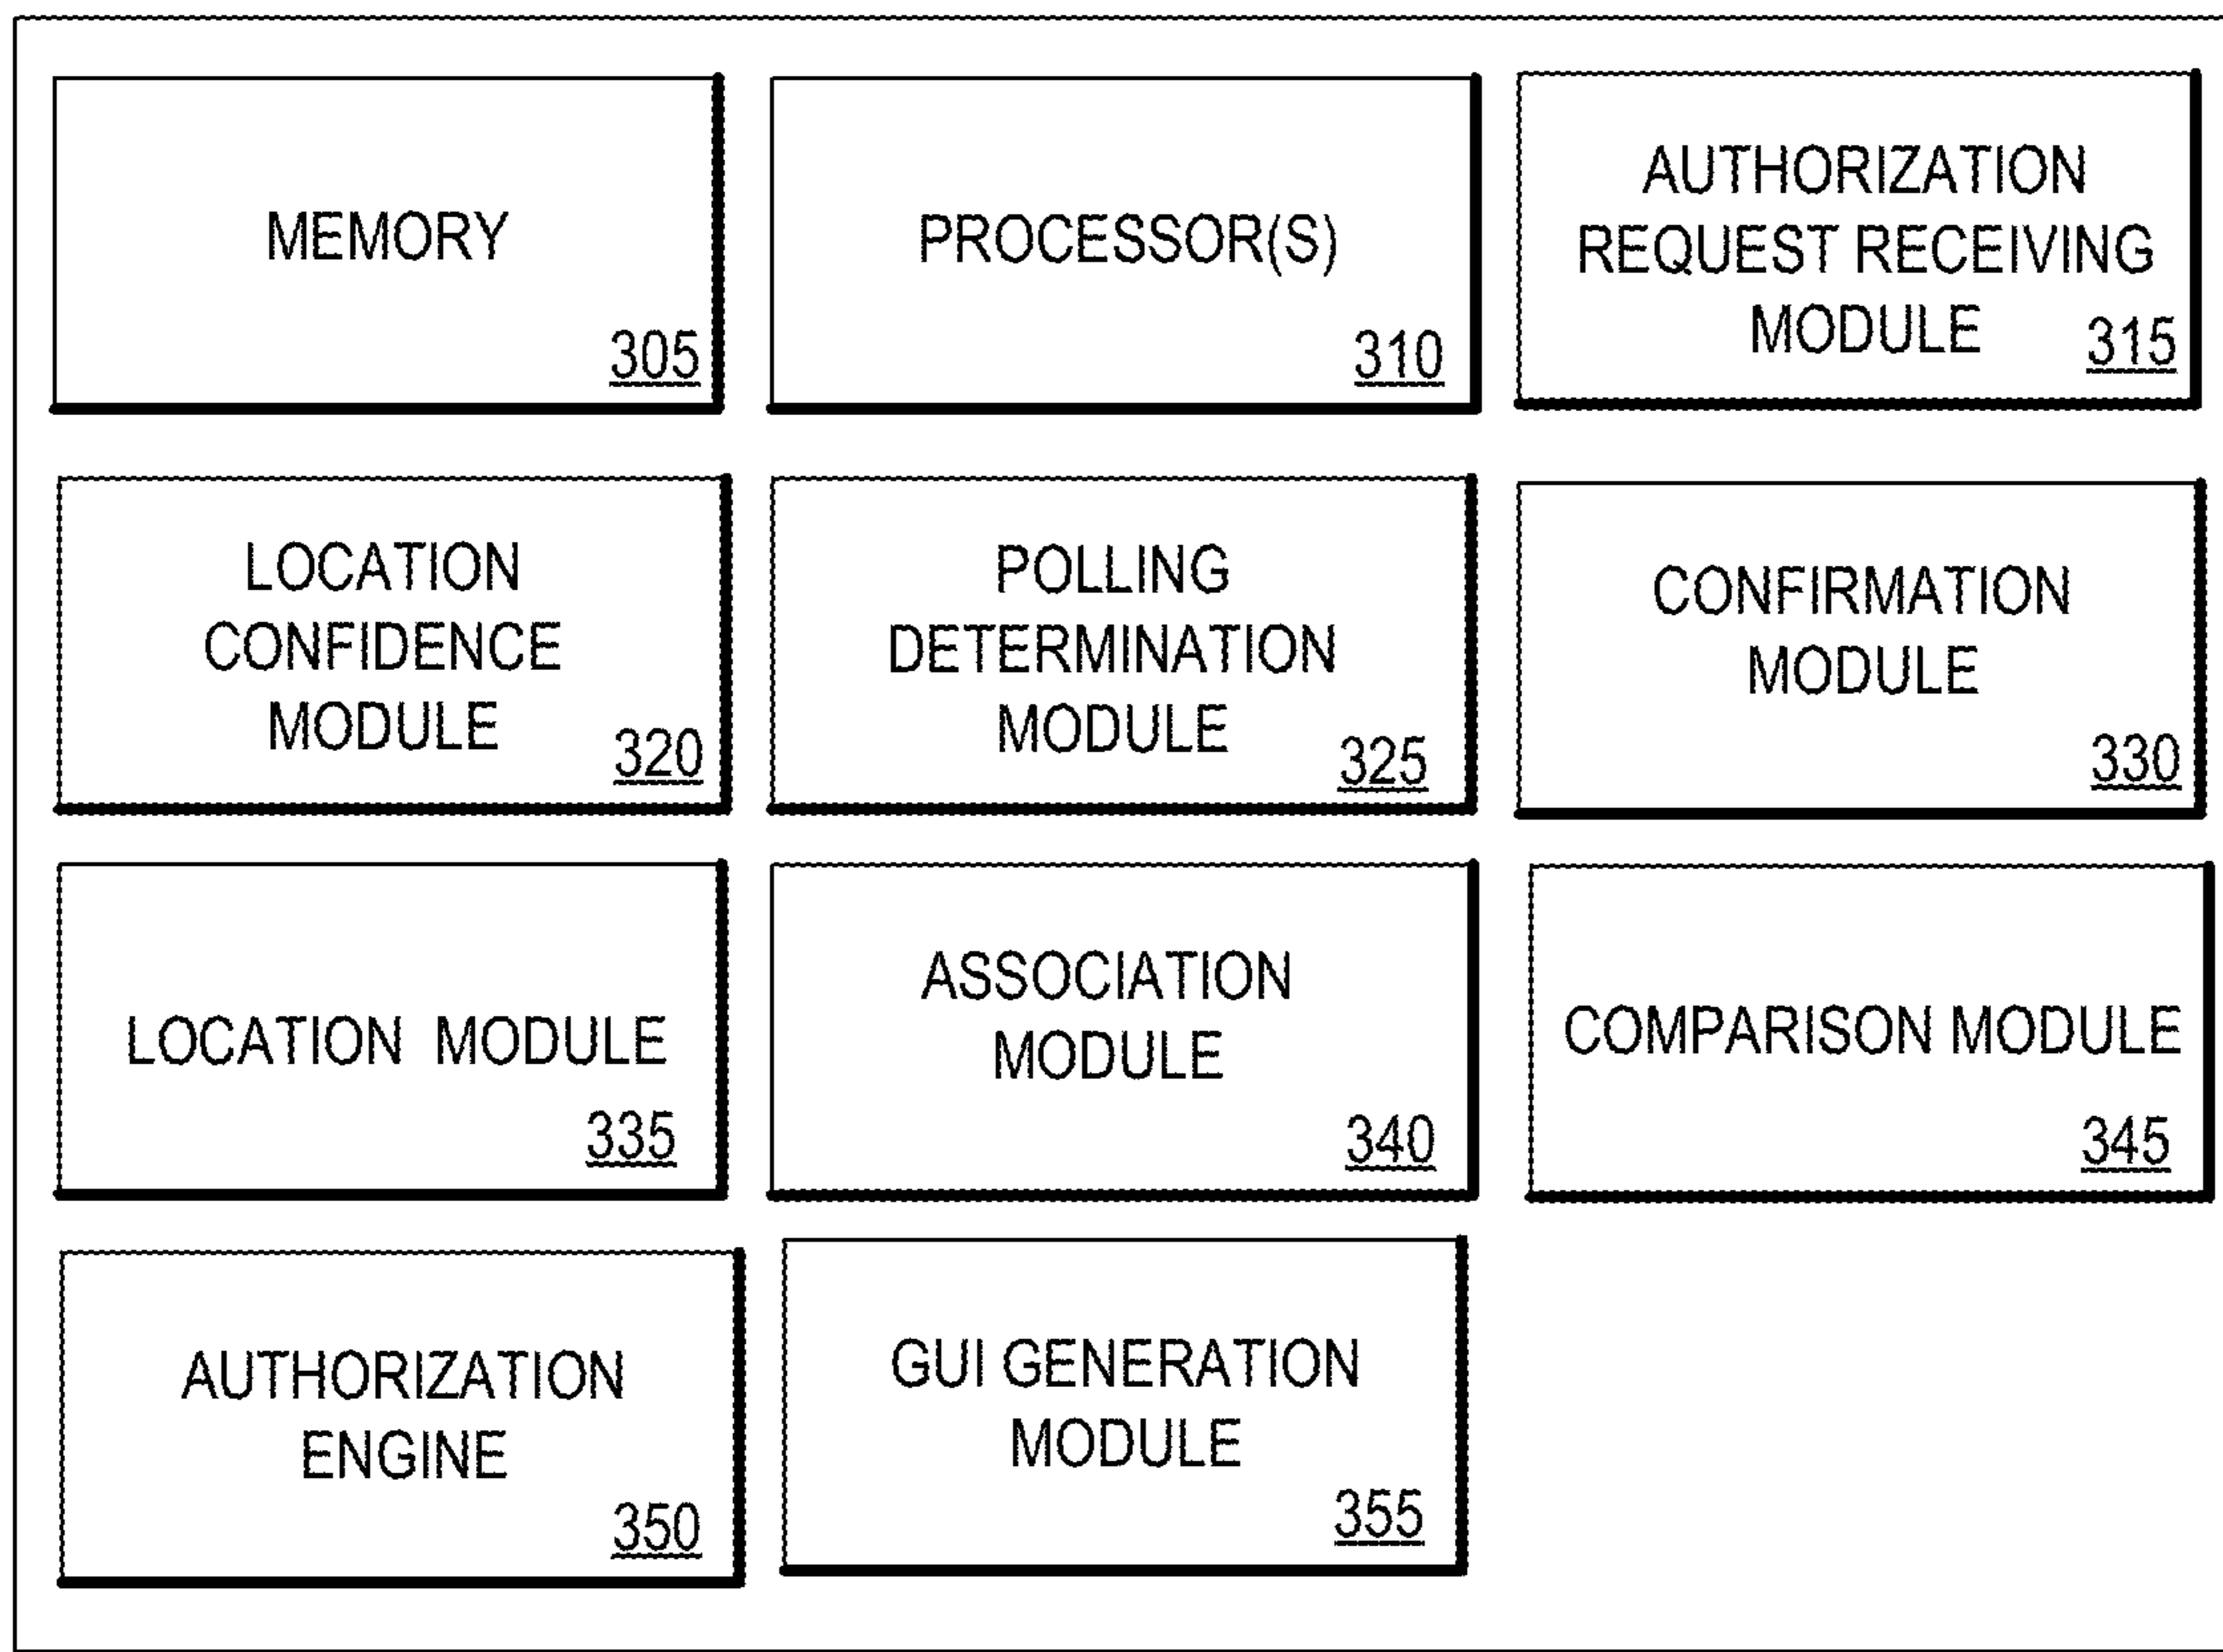 MEMORY
305
PROCESSOR(S)
310
AUTHORIZATION
REQUEST RECEIVING
MODULE
315
LOCATION
CONFIDENCE
MODULE
320
POLLING
DETERMINATION
MODULE
325
CONFIRMATION
MODULE
330
LOCATION MODULE
335
ASSOCIATION
MODULE
340
COMPARISON MODULE
345
AUTHORIZATION
ENGINE
350
GUI GENERATION
MODULE
355